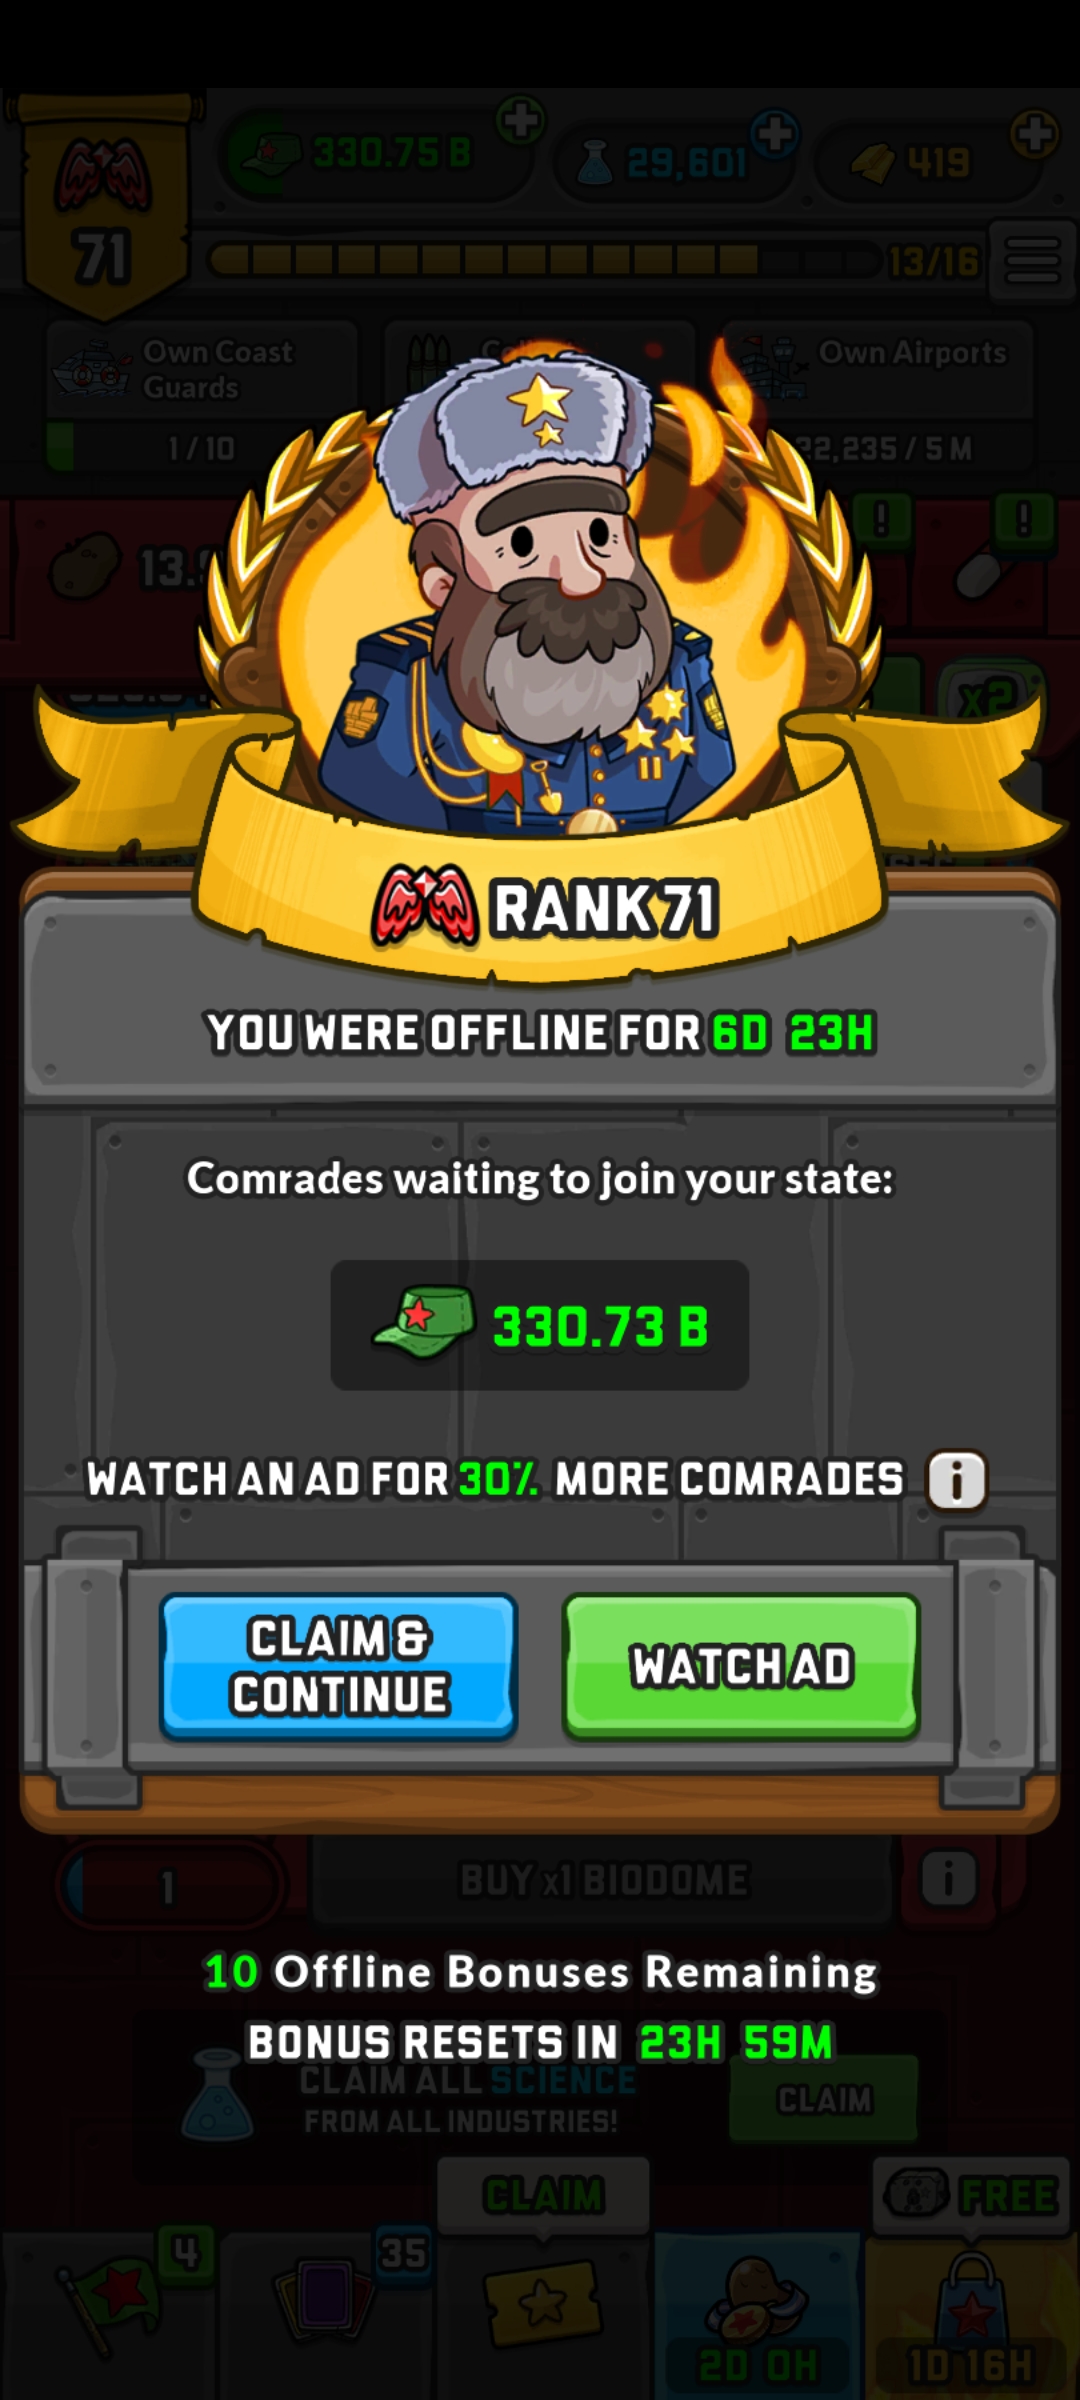 330.75 B
29,601
419
71
13/16
Own Coast
Guards
Own Airports
1 / 10
32,235 / 5 M
!
!
x2
RANK 71
YOU WERE OFFLINE FOR 6D 23H
Comrades waiting to join your state:
330.73 B
WATCH AN AD FOR 30% MORE COMRADES
i
CLAIM &
CONTINUE
WATCH AD
1
BUY x1 BIODOME
i
10 Offline Bonuses Remaining
BONUS RESETS IN 23H 59M
CLAIM ALL SCIENCE
FROM ALL INDUSTRIES!
CLAIM
CLAIM
FREE
4
35
2D 0H
1D 16H